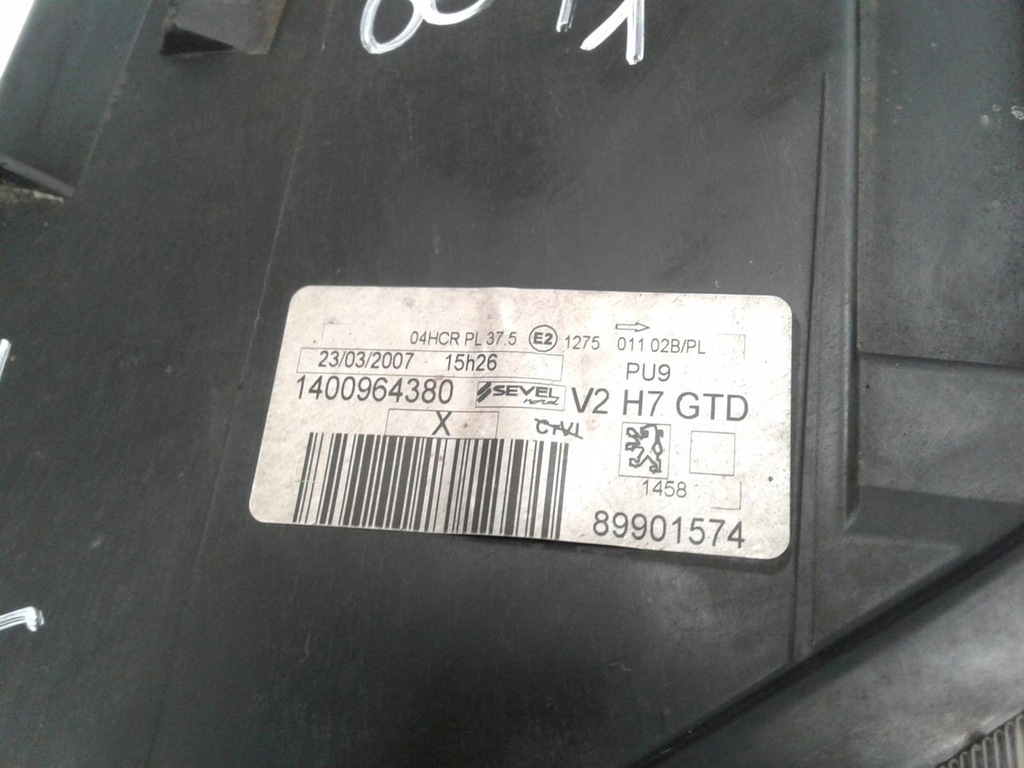 04HCR PL 37.5 E2 1275 011 02B/PL
23/03/2007 15h26 PU9
1400964380 SEVEL nord V2 H7 GTD
X
1458
89901574